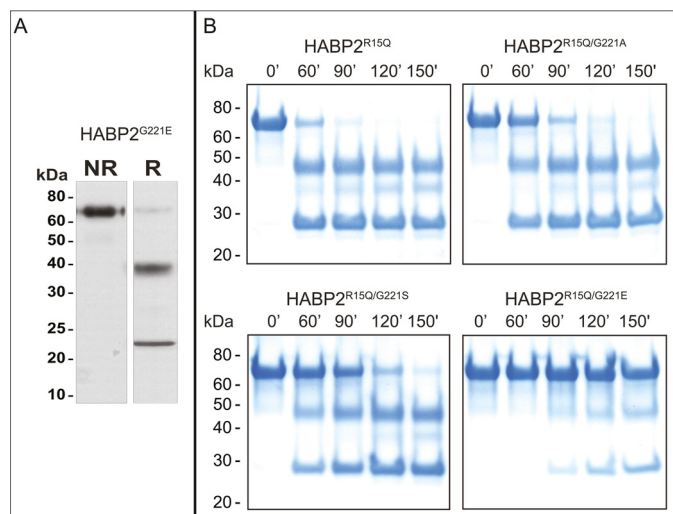 A
HABP2G221E
kDa NR R
80 -
60 -
50 -
40 -
30 -
25 -
20 -
10 -
B
HABP2R15Q
kDa 0' 60' 90' 120' 150'
80 -
60 -
50 -
40 -
30 -
20 -
HABP2R15Q/G221A
0' 60' 90' 120' 150'
HABP2R15Q/G221S
kDa 0' 60' 90' 120' 150'
80 -
60 -
50 -
40 -
30 -
20 -
HABP2R15Q/G221E
0' 60' 90' 120' 150'